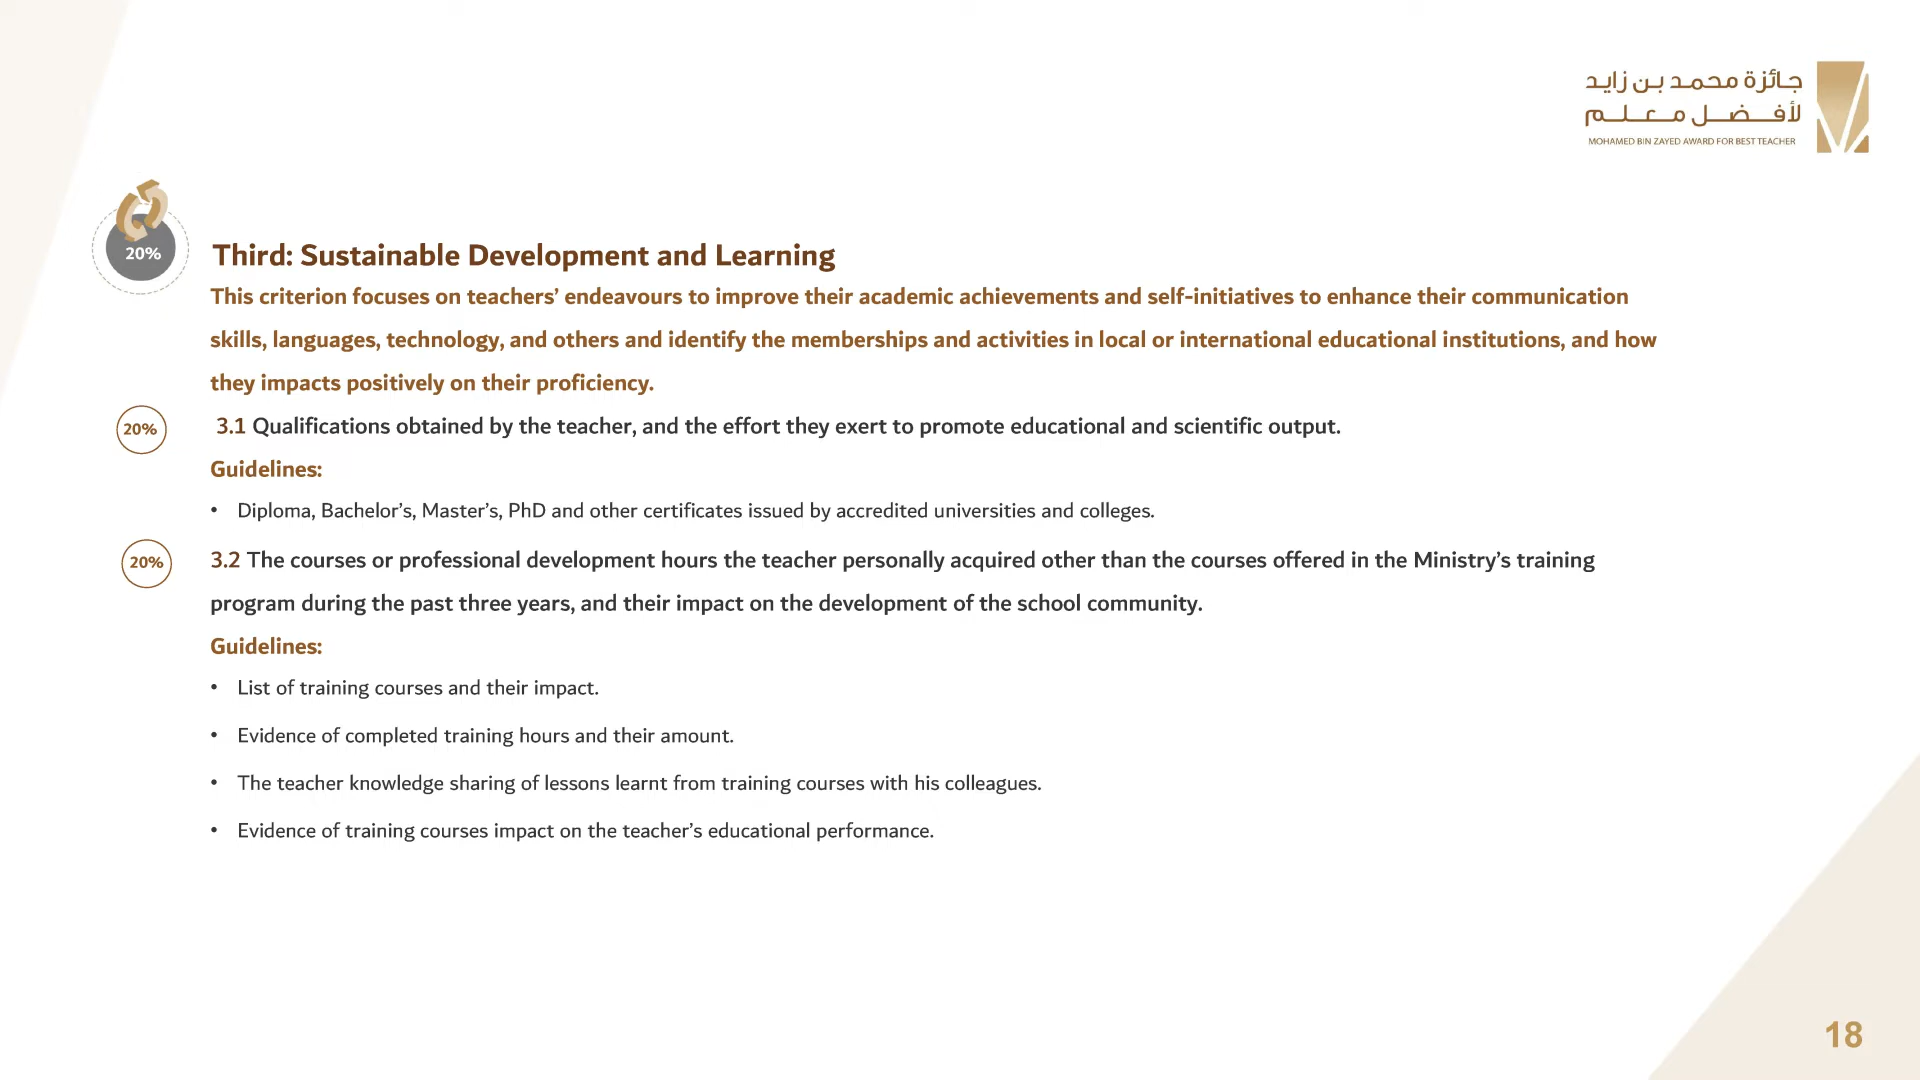 جائزة محمد بن زايد
لأفضل معلم
MOHAMED BIN ZAYED AWARD FOR BEST TEACHER
20%
Third: Sustainable Development and Learning
This criterion focuses on teachers’ endeavours to improve their academic achievements and self-initiatives to enhance their communication
skills, languages, technology, and others and identify the memberships and activities in local or international educational institutions, and how
they impacts positively on their proficiency.
20%
3.1 Qualifications obtained by the teacher, and the effort they exert to promote educational and scientific output.
Guidelines:
• Diploma, Bachelor’s, Master’s, PhD and other certificates issued by accredited universities and colleges.
20%
3.2 The courses or professional development hours the teacher personally acquired other than the courses offered in the Ministry’s training
program during the past three years, and their impact on the development of the school community.
Guidelines:
• List of training courses and their impact.
• Evidence of completed training hours and their amount.
• The teacher knowledge sharing of lessons learnt from training courses with his colleagues.
• Evidence of training courses impact on the teacher’s educational performance.
18